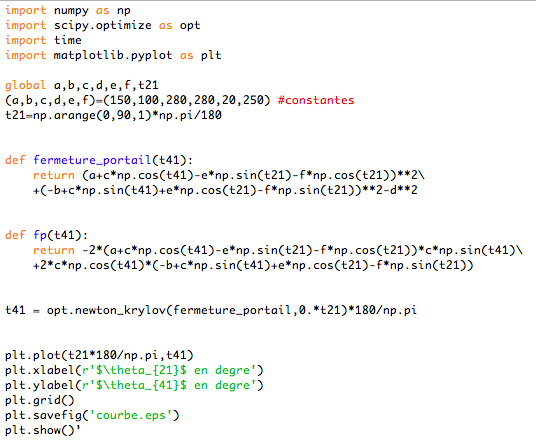 import numpy as np
import scipy.optimize as opt
import time
import matplotlib.pyplot as plt
global a,b,c,d,e,f,t21
(a,b,c,d,e,f)=(150,100,280,280,20,250) #constantes
t21=np.arange(0,90,1)*np.pi/180
def fermeture_portail(t41):
    return (a+c*np.cos(t41)-e*np.sin(t21)-f*np.cos(t21))**2\
    +(-b+c*np.sin(t41)+e*np.cos(t21)-f*np.sin(t21))**2-d**2
def fp(t41):
    return -2*(a+c*np.cos(t41)-e*np.sin(t21)-f*np.cos(t21))*c*np.sin(t41)\
    +2*c*np.cos(t41)*(-b+c*np.sin(t41)+e*np.cos(t21)-f*np.sin(t21))
t41 = opt.newton_krylov(fermeture_portail,0.*t21)*180/np.pi
plt.plot(t21*180/np.pi,t41)
plt.xlabel(r'$\theta_{21}$ en degre')
plt.ylabel(r'$\theta_{41}$ en degre')
plt.grid()
plt.savefig('courbe.eps')
plt.show()'